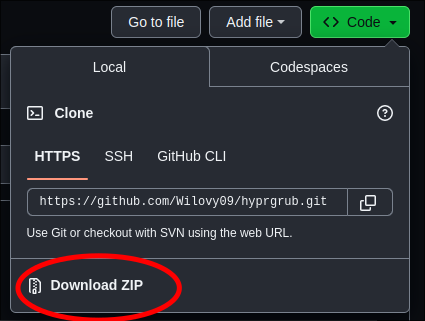 Go to file Add file Code
Local Codespaces
Clone
HTTPS SSH GitHub CLI
https://github.com/Wilovy09/hyprgrub.git
Use Git or checkout with SVN using the web URL.
Download ZIP